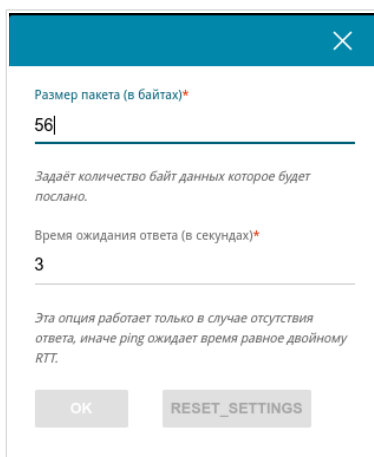 Размер пакета (в байтах)*
56
Задаёт количество байт данных которое будет
послано.
Время ожидания ответа (в секундах)*
3
Эта опция работает только в случае отсутствия
ответа, иначе ping ожидает время равное двойному
RTT.
OK
RESET_SETTINGS